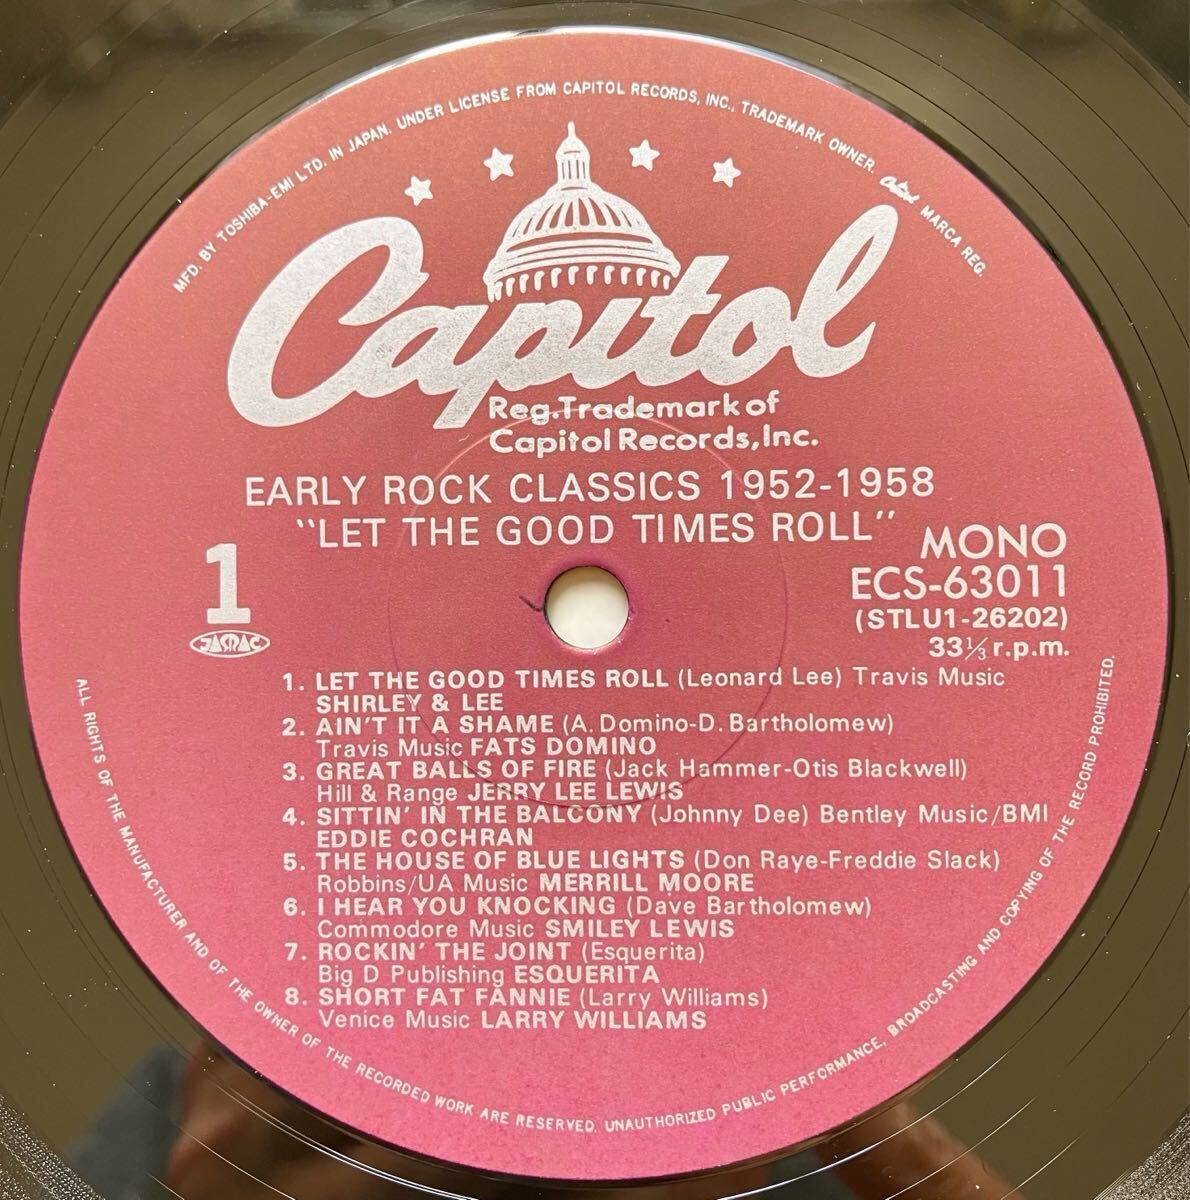 MFD. BY TOSHIBA-EMI LTD. IN JAPAN. UNDER LICENSE FROM CAPITOL RECORDS, INC., TRADEMARK OWNER. Capitol MARCA REG.
Capitol
Reg.Trademark of
Capitol Records,Inc.
EARLY ROCK CLASSICS 1952-1958
"LET THE GOOD TIMES ROLL"
MONO
1
ECS-63011
JASRAC
(STLU1-26202)
33⅓ r.p.m.
1. LET THE GOOD TIMES ROLL (Leonard Lee) Travis Music
SHIRLEY & LEE
2. AIN'T IT A SHAME (A. Domino-D. Bartholomew)
Travis Music FATS DOMINO
3. GREAT BALLS OF FIRE (Jack Hammer-Otis Blackwell)
Hill & Range JERRY LEE LEWIS
4. SITTIN' IN THE BALCONY (Johnny Dee) Bentley Music/BMI
EDDIE COCHRAN
5. THE HOUSE OF BLUE LIGHTS (Don Raye-Freddie Slack)
Robbins/UA Music MERRILL MOORE
6. I HEAR YOU KNOCKING (Dave Bartholomew)
Commodore Music SMILEY LEWIS
7. ROCKIN' THE JOINT (Esquerita)
Big D Publishing ESQUERITA
8. SHORT FAT FANNIE (Larry Williams)
Venice Music LARRY WILLIAMS
ALL RIGHTS OF THE MANUFACTURER AND OF THE OWNER OF THE RECORDED WORK ARE RESERVED. UNAUTHORIZED PUBLIC PERFORMANCE, BROADCASTING AND COPYING OF THE RECORD PROHIBITED.